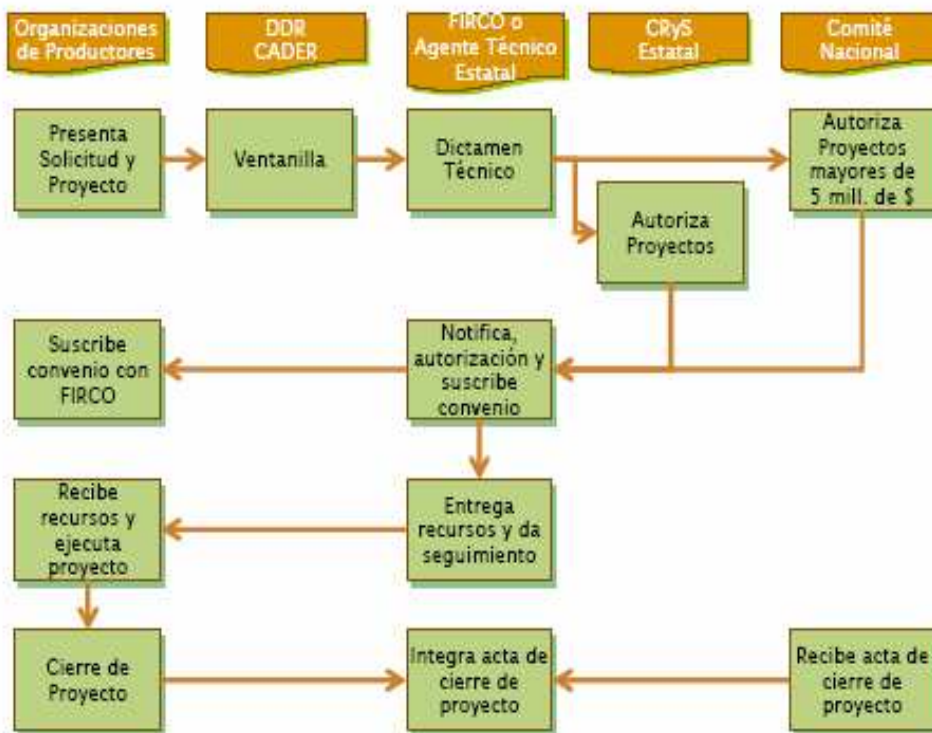 Organizaciones
de Productores
DDR
CADER
FIRCO o
Agente Técnico
Estatal
CRyS
Estatal
Comité
Nacional
Presenta
Solicitud y
Proyecto
Ventanilla
Dictamen
Técnico
Autoriza
Proyectos
mayores de
5 mill. de $
Autoriza
Proyectos
Suscribe
convenio con
FIRCO
Notifica,
autorización y
suscribe
convenio
Recibe
recursos y
ejecuta
proyecto
Entrega
recursos y da
seguimiento
Cierre de
Proyecto
Integra acta de
cierre de
proyecto
Recibe acta de
cierre de
proyecto